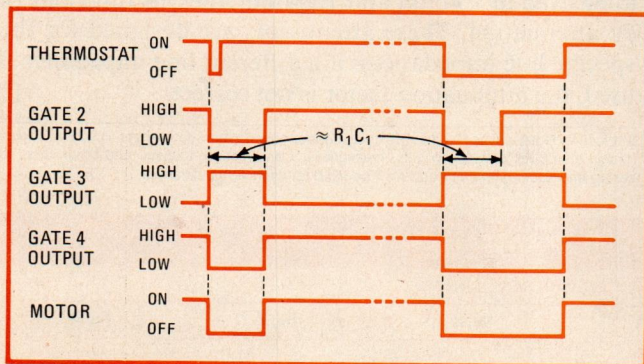 THERMOSTAT ON
OFF
GATE 2 OUTPUT HIGH
LOW
≈ R₁C₁
GATE 3 OUTPUT HIGH
LOW
GATE 4 OUTPUT HIGH
LOW
MOTOR ON
OFF